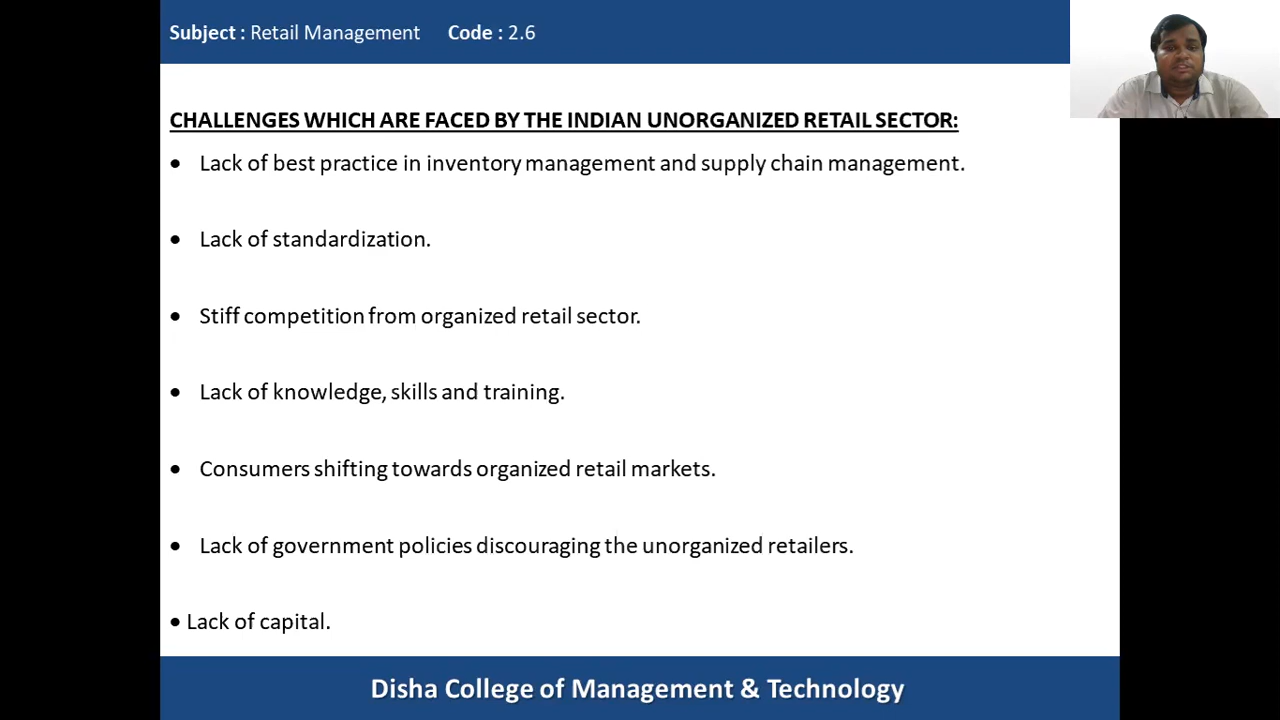 Subject : Retail Management Code : 2.6
CHALLENGES WHICH ARE FACED BY THE INDIAN UNORGANIZED RETAIL SECTOR:
• Lack of best practice in inventory management and supply chain management.
• Lack of standardization.
• Stiff competition from organized retail sector.
• Lack of knowledge, skills and training.
• Consumers shifting towards organized retail markets.
• Lack of government policies discouraging the unorganized retailers.
• Lack of capital.
Disha College of Management & Technology